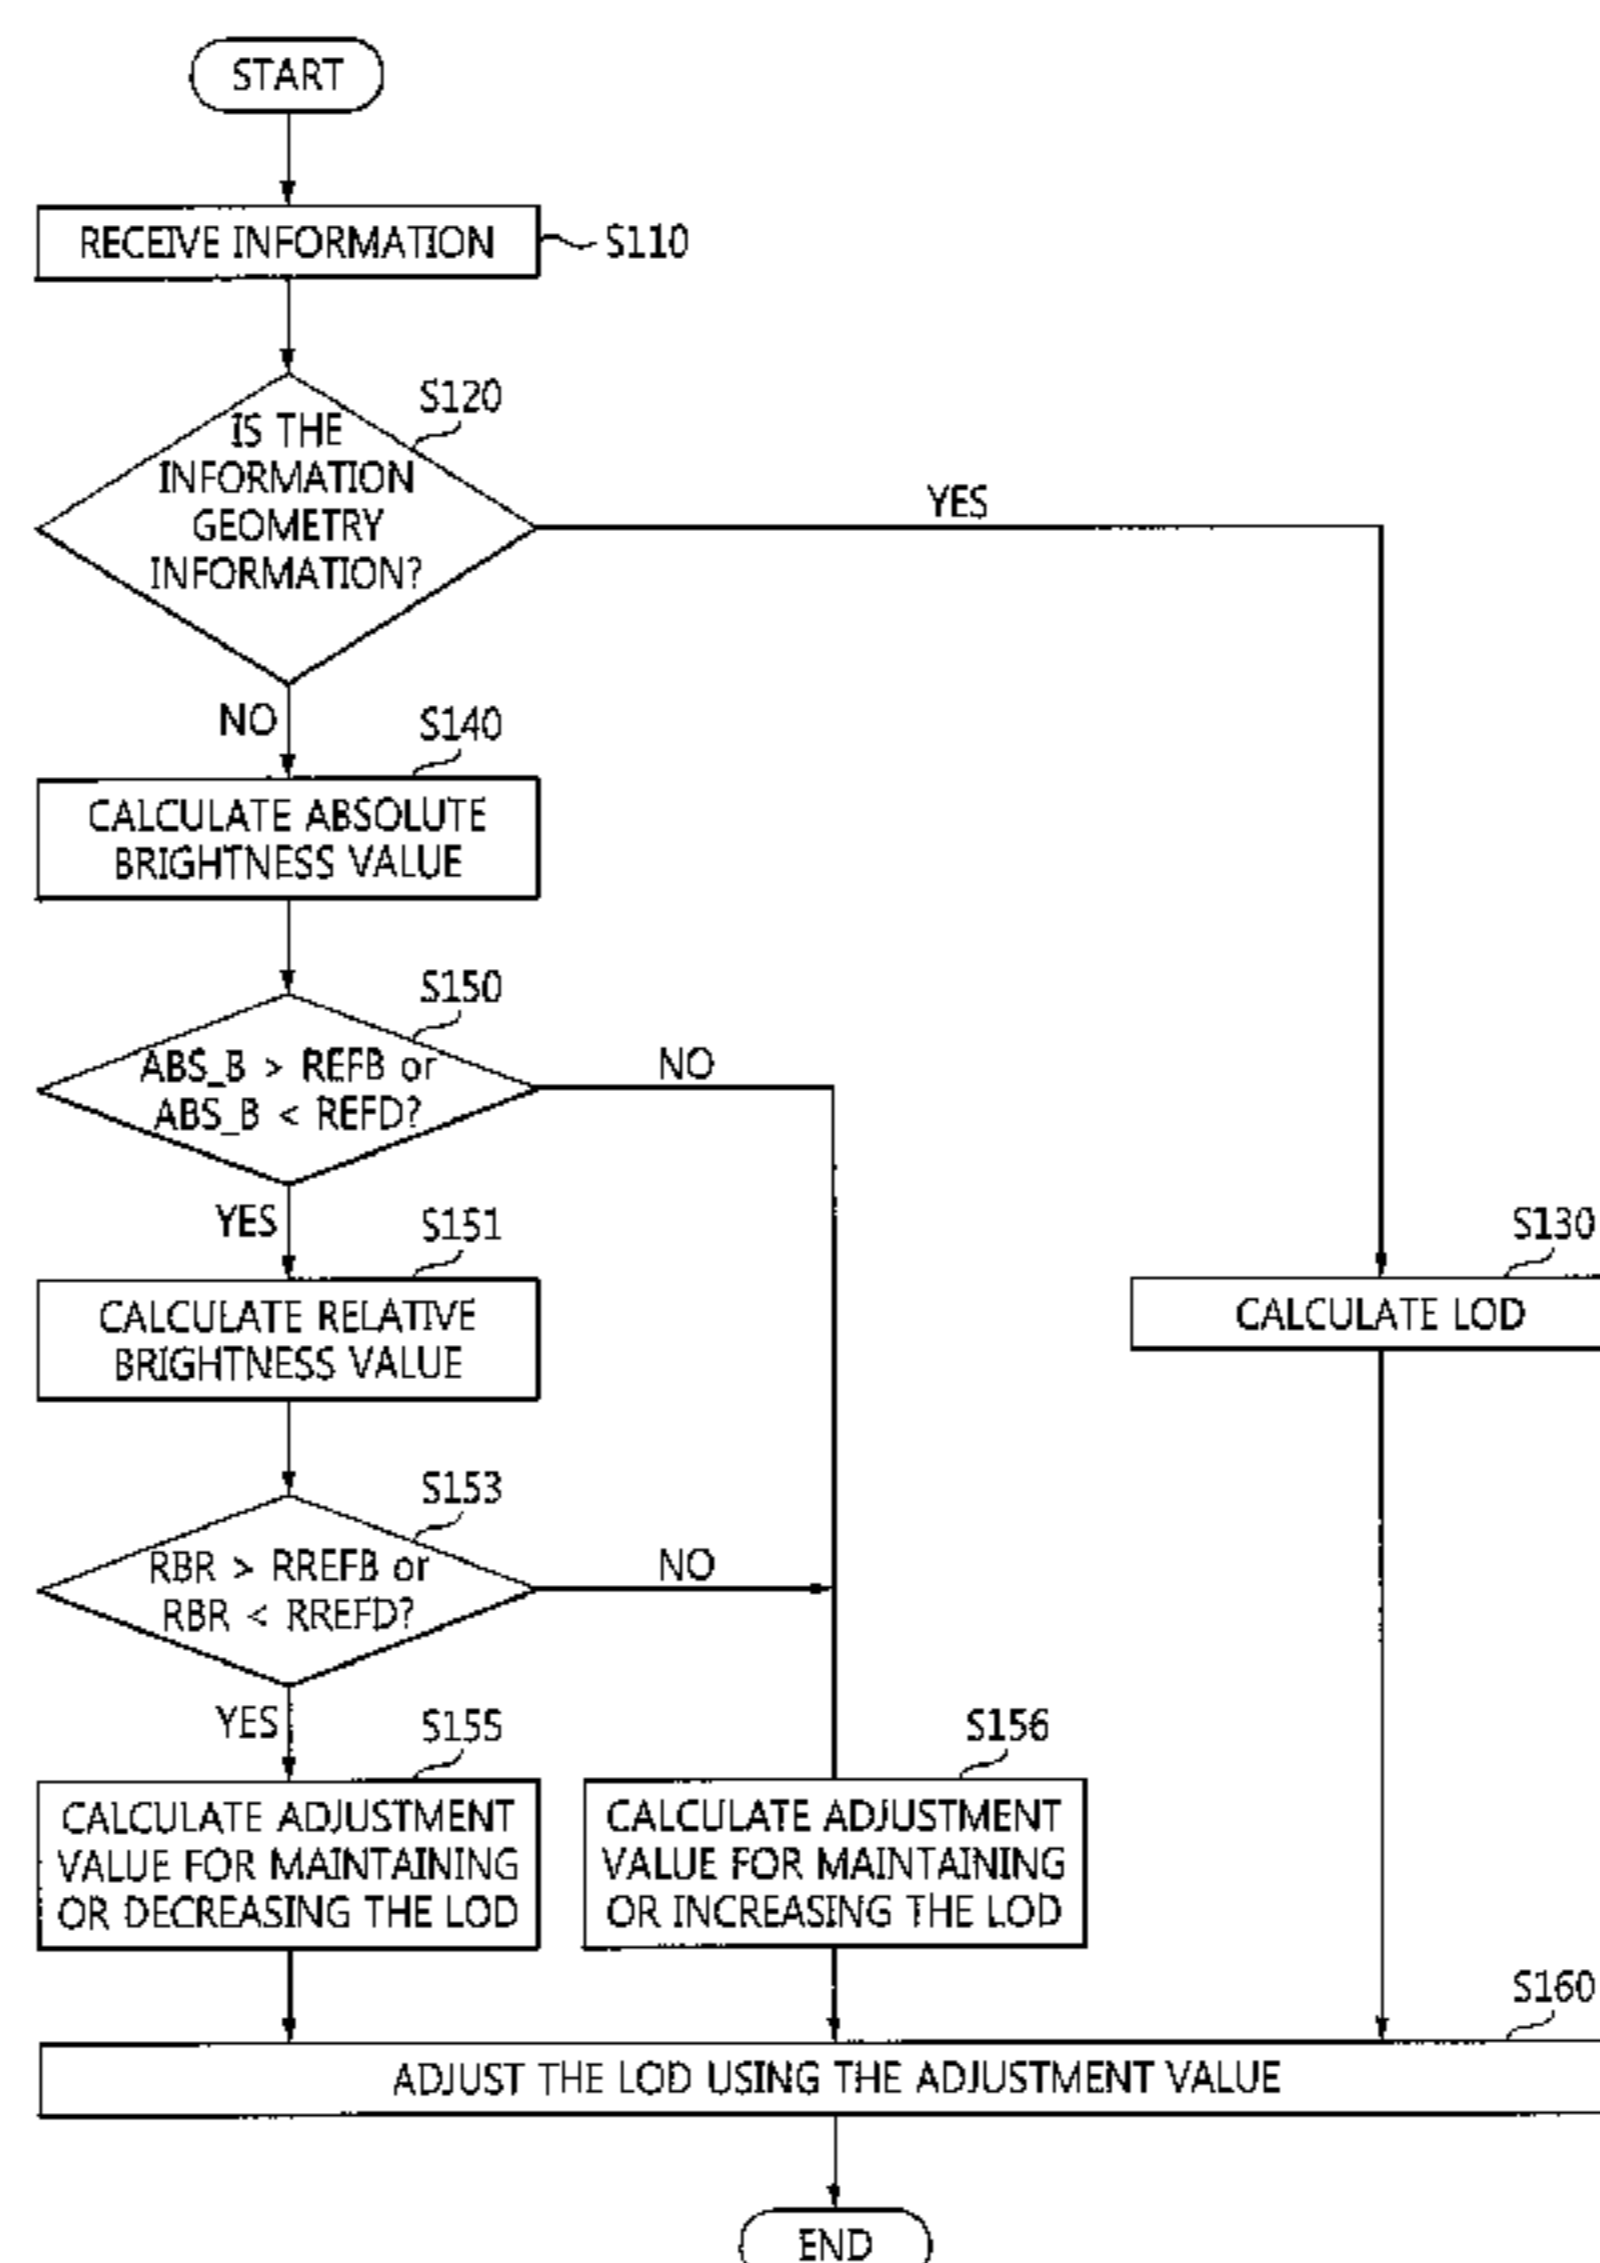 START
RECEIVE INFORMATION
S110
S120
IS THE
INFORMATION
GEOMETRY
INFORMATION?
YES
NO
S140
CALCULATE ABSOLUTE
BRIGHTNESS VALUE
S150
ABS_B > REFB or
ABS_B < REFD?
NO
YES
S151
CALCULATE RELATIVE
BRIGHTNESS VALUE
S130
CALCULATE LOD
S153
RBR > RREFB or
RBR < RREFD?
NO
YES
S155
CALCULATE ADJUSTMENT
VALUE FOR MAINTAINING
OR DECREASING THE LOD
S156
CALCULATE ADJUSTMENT
VALUE FOR MAINTAINING
OR INCREASING THE LOD
S160
ADJUST THE LOD USING THE ADJUSTMENT VALUE
END